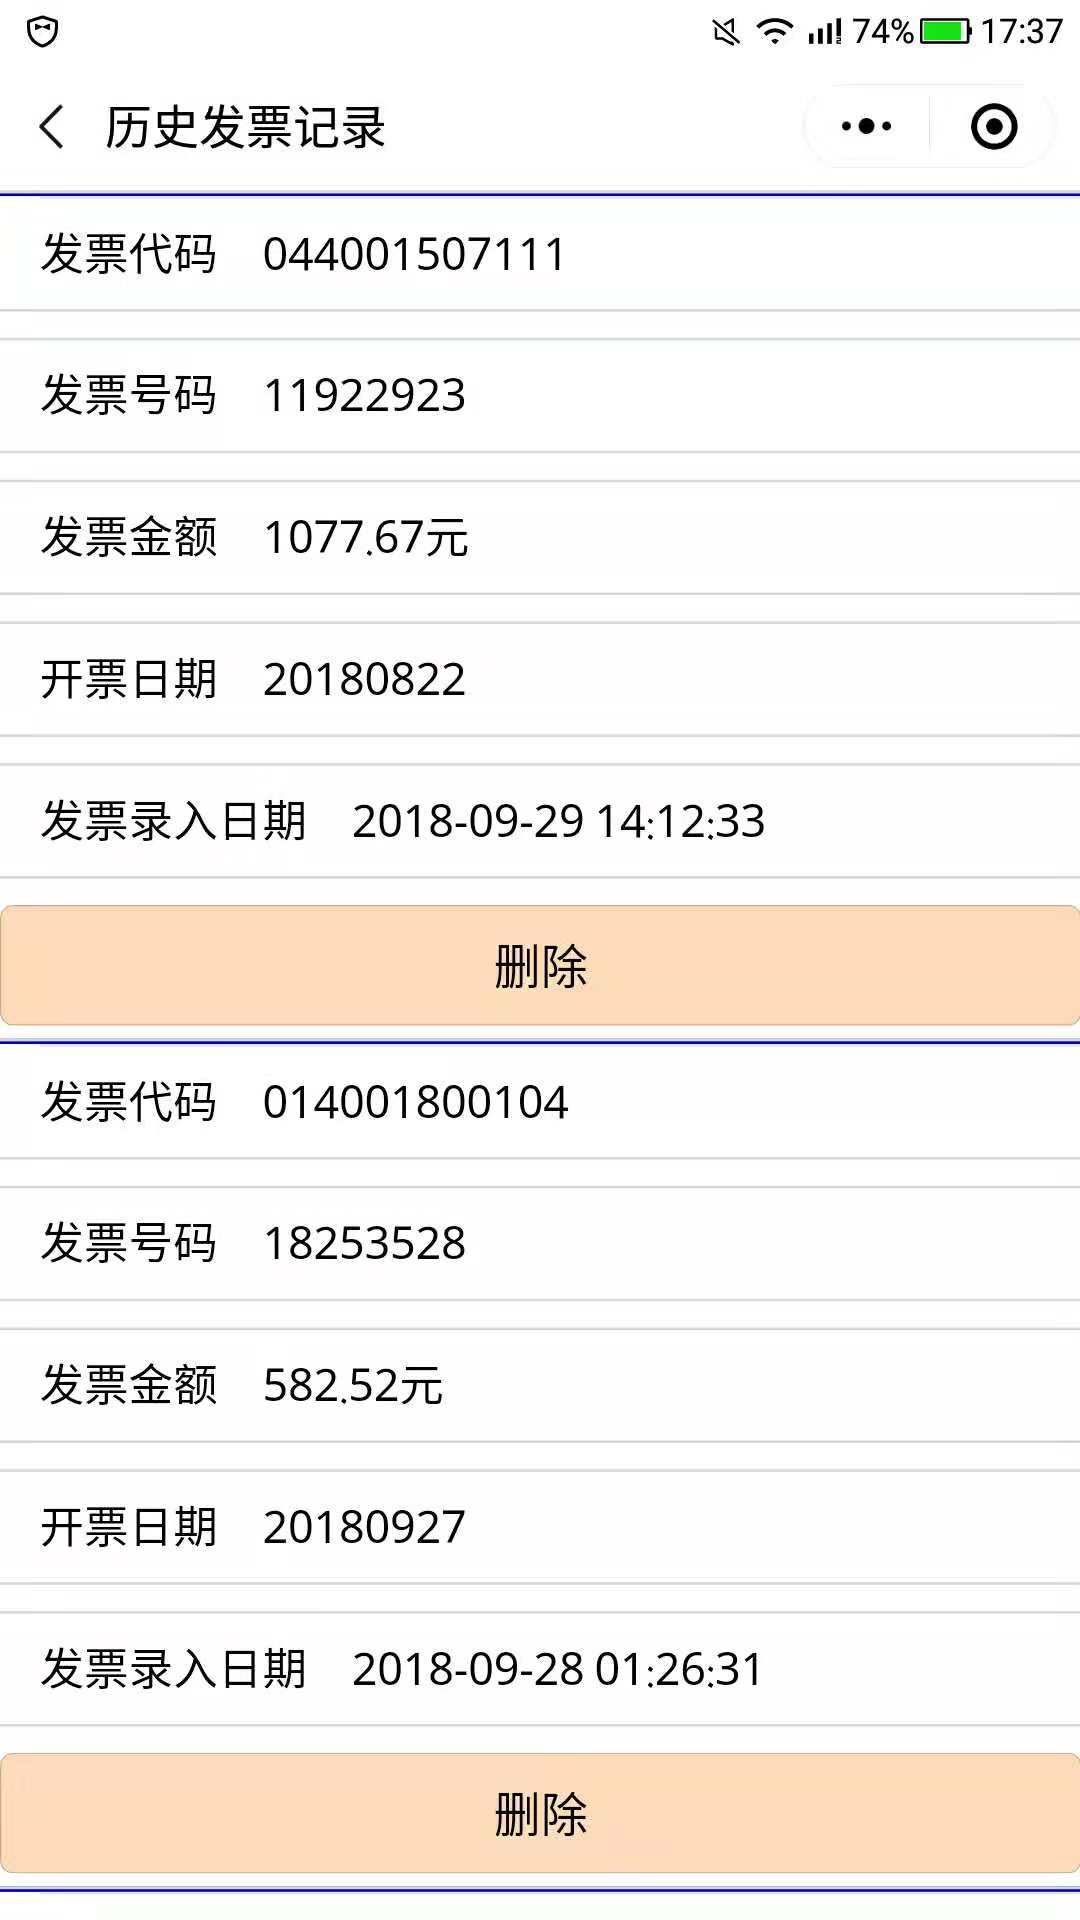 74% 17:37
历史发票记录
发票代码 044001507111
发票号码 11922923
发票金额 1077.67元
开票日期 20180822
发票录入日期 2018-09-29 14:12:33
删除
发票代码 014001800104
发票号码 18253528
发票金额 582.52元
开票日期 20180927
发票录入日期 2018-09-28 01:26:31
删除